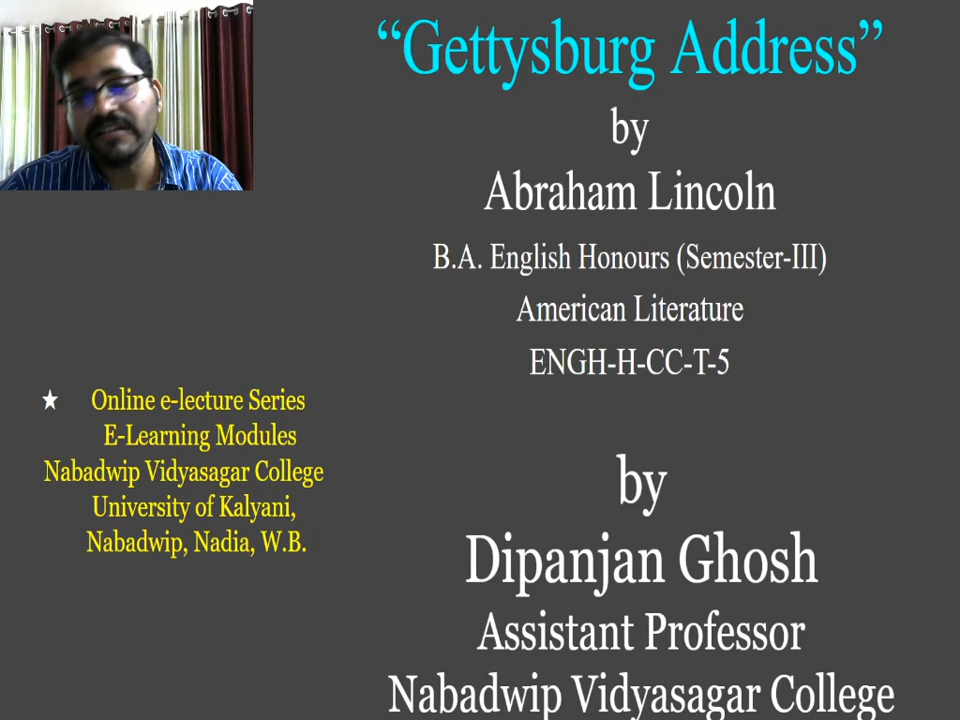 “Gettysburg Address”
by
Abraham Lincoln
B.A. English Honours (Semester-III)
American Literature
ENGH-H-CC-T-5
★ Online e-lecture Series
E-Learning Modules
Nabadwip Vidyasagar College
University of Kalyani,
Nabadwip, Nadia, W.B.
by
Dipanjan Ghosh
Assistant Professor
Nabadwip Vidyasagar College